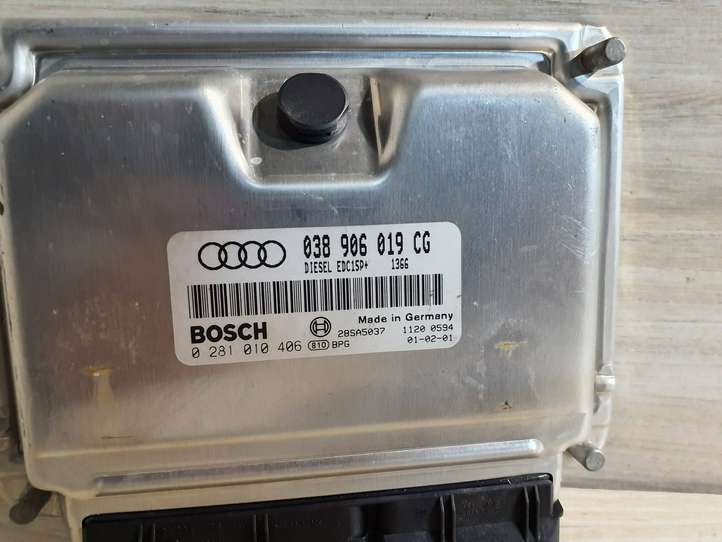 038 906 019 CG
DIESEL EDC15P+ 1366
Made in Germany
BOSCH 28SA5037 1120 0594
0 281 010 406 810 BPG 01-02-01